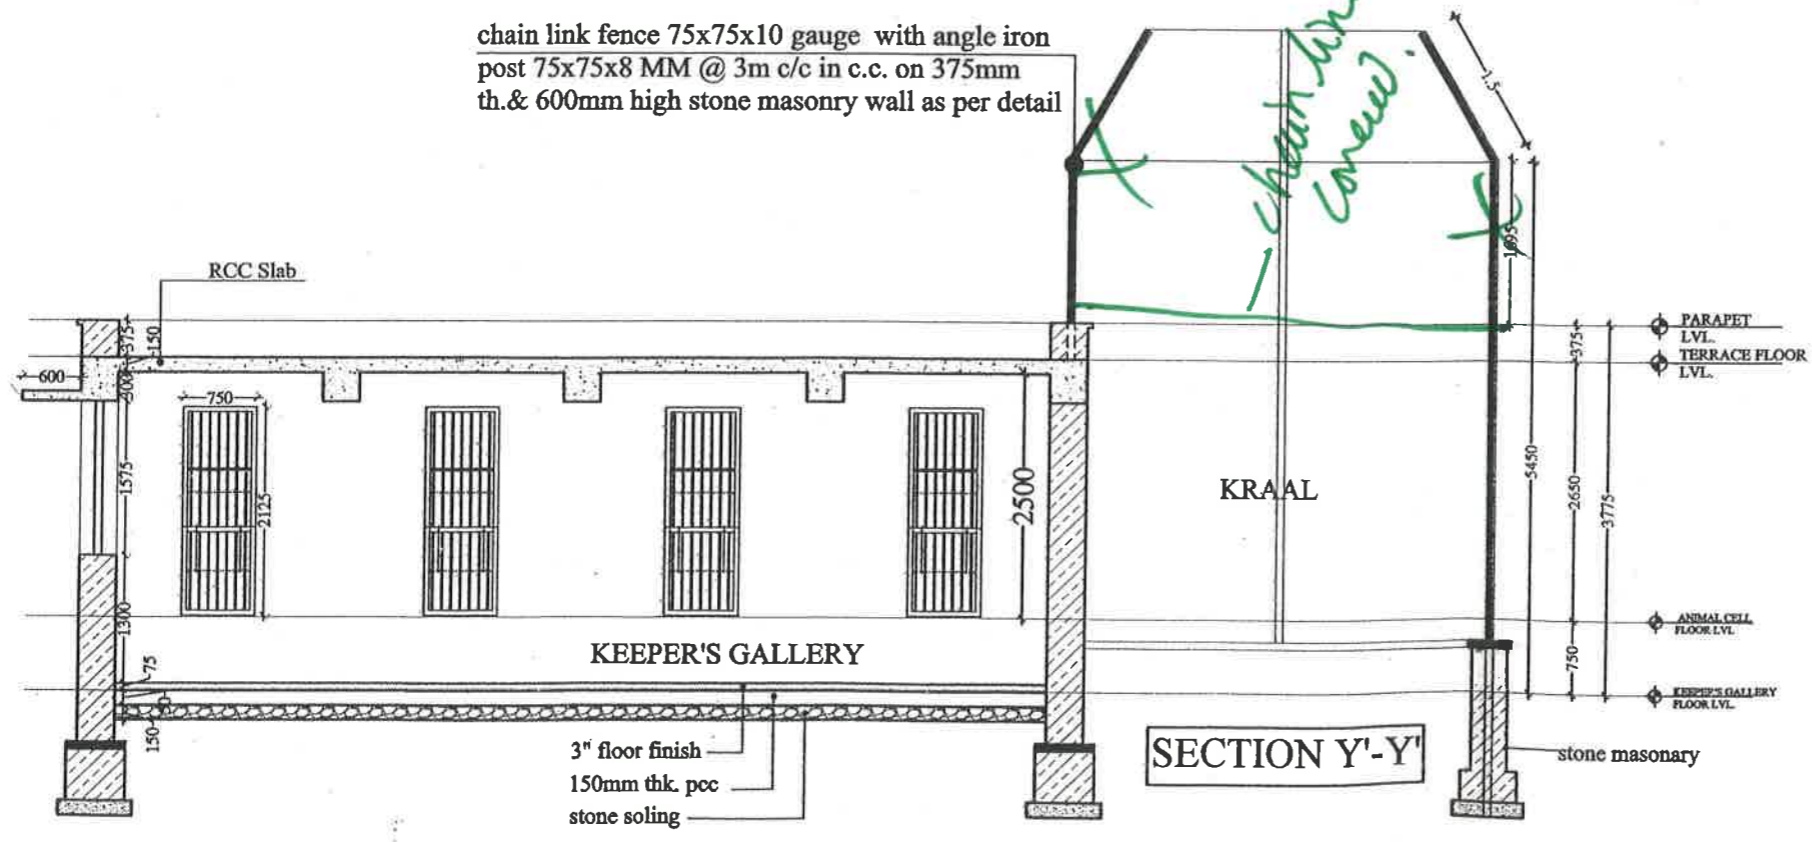 chain link fence 75x75x10 gauge with angle iron
post 75x75x8 MM @ 3m c/c in c.c. on 375mm
th.& 600mm high stone masonry wall as per detail
chain
1.5
1695
RCC Slab
375
150
600
300
750
1575
2125
2500
1300
75
150
KEEPER'S GALLERY
KRAAL
5450
375
2650
3775
750
PARAPET
LVL.
TERRACE FLOOR
LVL.
ANIMAL CELL
FLOOR LVL
KEEPER'S GALLERY
FLOOR LVL.
3" floor finish
150mm thk. pcc
stone soling
SECTION Y'-Y'
stone masonary